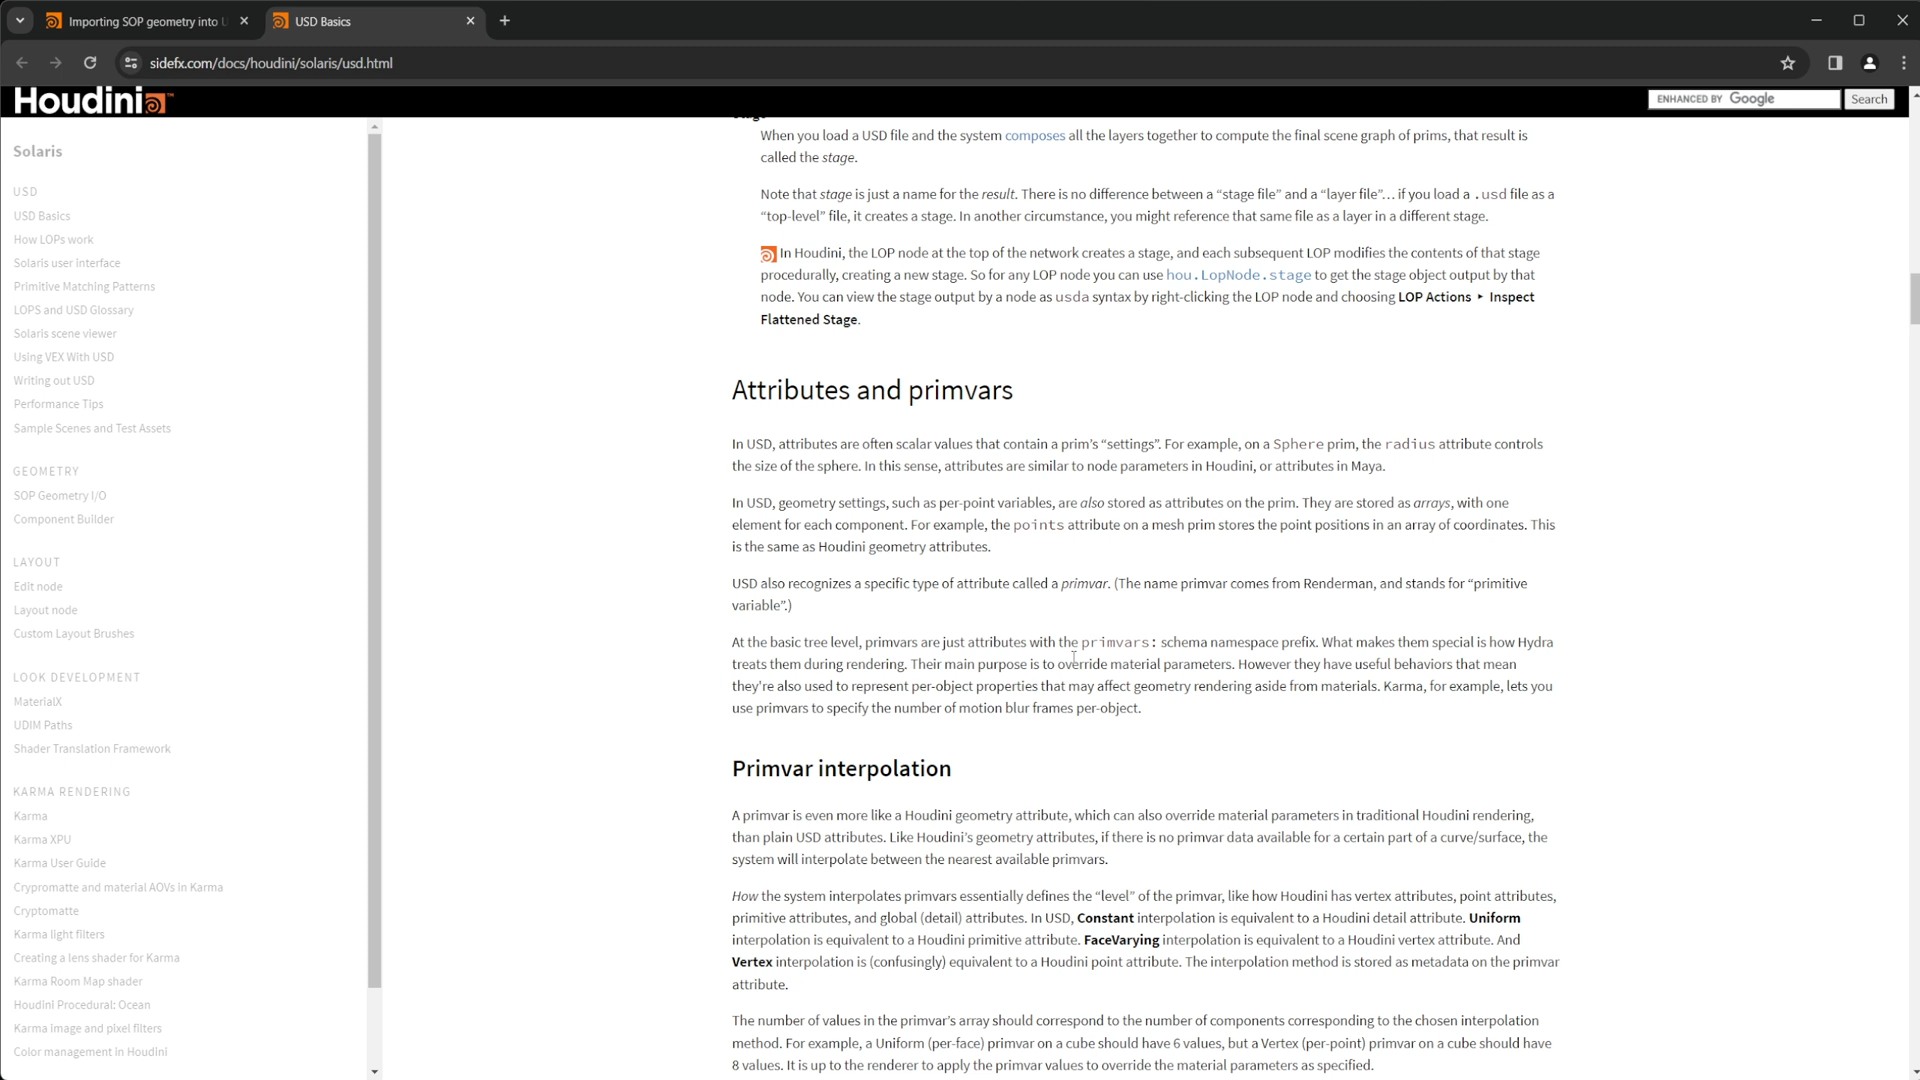 Importing SOP geometry into U
USD Basics
sidefx.com/docs/houdini/solaris/usd.html
Houdini
ENHANCED BY Google
Search
Solaris
USD
USD Basics
How LOPs work
Solaris user interface
Primitive Matching Patterns
LOPS and USD Glossary
Solaris scene viewer
Using VEX With USD
Writing out USD
Performance Tips
Sample Scenes and Test Assets
GEOMETRY
SOP Geometry I/O
Component Builder
LAYOUT
Edit node
Layout node
Custom Layout Brushes
LOOK DEVELOPMENT
MaterialX
UDIM Paths
Shader Translation Framework
KARMA RENDERING
Karma
Karma XPU
Karma User Guide
Crypromatte and material AOVs in Karma
Cryptomatte
Karma light filters
Creating a lens shader for Karma
Karma Room Map shader
Houdini Procedural: Ocean
Karma image and pixel filters
Color management in Houdini
When you load a USD file and the system composes all the layers together to compute the final scene graph of prims, that result is
called the stage.
Note that stage is just a name for the result. There is no difference between a “stage file” and a “layer file”… if you load a .usd file as a
“top-level” file, it creates a stage. In another circumstance, you might reference that same file as a layer in a different stage.
In Houdini, the LOP node at the top of the network creates a stage, and each subsequent LOP modifies the contents of that stage
procedurally, creating a new stage. So for any LOP node you can use hou.LopNode.stage to get the stage object output by that
node. You can view the stage output by a node as usda syntax by right-clicking the LOP node and choosing LOP Actions ▸ Inspect
Flattened Stage.
Attributes and primvars
In USD, attributes are often scalar values that contain a prim’s “settings”. For example, on a Sphere prim, the radius attribute controls
the size of the sphere. In this sense, attributes are similar to node parameters in Houdini, or attributes in Maya.
In USD, geometry settings, such as per-point variables, are also stored as attributes on the prim. They are stored as arrays, with one
element for each component. For example, the points attribute on a mesh prim stores the point positions in an array of coordinates. This
is the same as Houdini geometry attributes.
USD also recognizes a specific type of attribute called a primvar. (The name primvar comes from Renderman, and stands for “primitive
variable”.)
At the basic tree level, primvars are just attributes with the primvars: schema namespace prefix. What makes them special is how Hydra
treats them during rendering. Their main purpose is to override material parameters. However they have useful behaviors that mean
they’re also used to represent per-object properties that may affect geometry rendering aside from materials. Karma, for example, lets you
use primvars to specify the number of motion blur frames per-object.
Primvar interpolation
A primvar is even more like a Houdini geometry attribute, which can also override material parameters in traditional Houdini rendering,
than plain USD attributes. Like Houdini’s geometry attributes, if there is no primvar data available for a certain part of a curve/surface, the
system will interpolate between the nearest available primvars.
How the system interpolates primvars essentially defines the “level” of the primvar, like how Houdini has vertex attributes, point attributes,
primitive attributes, and global (detail) attributes. In USD, Constant interpolation is equivalent to a Houdini detail attribute. Uniform
interpolation is equivalent to a Houdini primitive attribute. FaceVarying interpolation is equivalent to a Houdini vertex attribute. And
Vertex interpolation is (confusingly) equivalent to a Houdini point attribute. The interpolation method is stored as metadata on the primvar
attribute.
The number of values in the primvar’s array should correspond to the number of components corresponding to the chosen interpolation
method. For example, a Uniform (per-face) primvar on a cube should have 6 values, but a Vertex (per-point) primvar on a cube should have
8 values. It is up to the renderer to apply the primvar values to override the material parameters as specified.